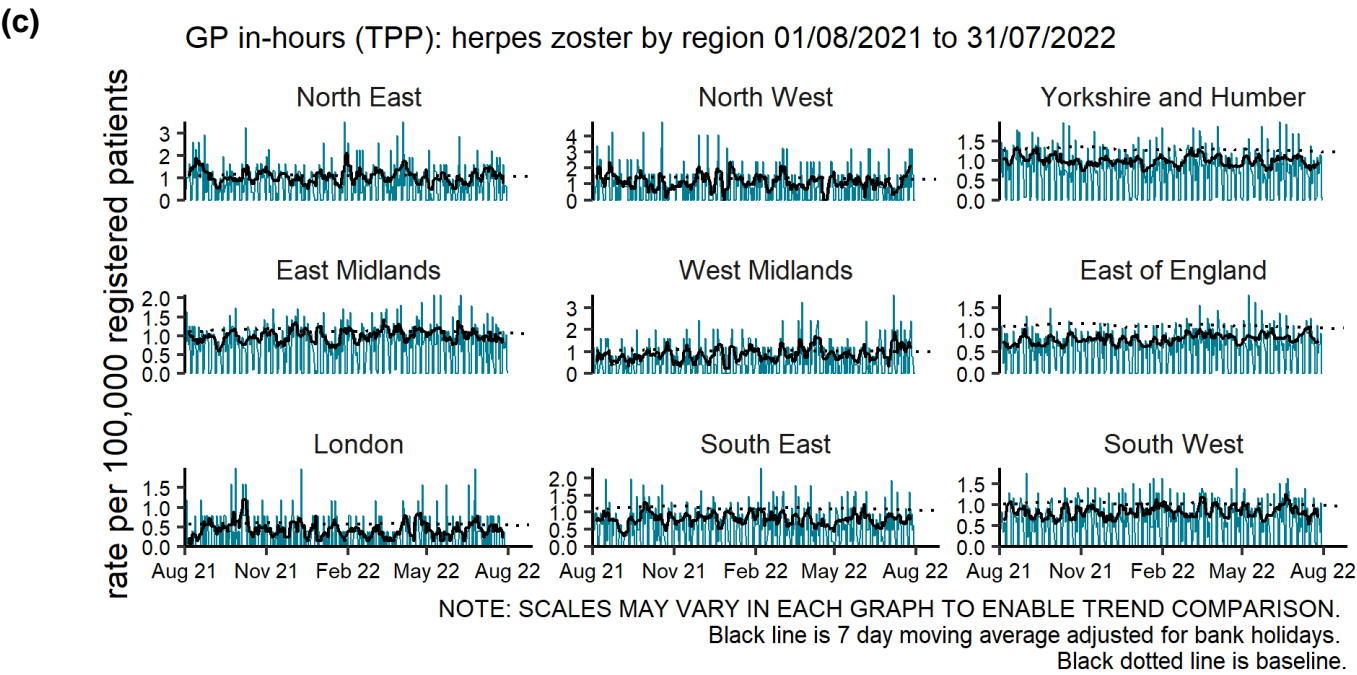 (c)
GP in-hours (TPP): herpes zoster by region 01/08/2021 to 31/07/2022
rate per 100,000 registered patients
North East
3
2
1
0
North West
4
3
2
1
0
Yorkshire and Humber
1.5
1.0
0.5
0.0
East Midlands
2.0
1.5
1.0
0.5
0.0
West Midlands
3
2
1
0
East of England
1.5
1.0
0.5
0.0
London
1.5
1.0
0.5
0.0
South East
2.0
1.5
1.0
0.5
0.0
South West
1.5
1.0
0.5
0.0
Aug 21 Nov 21 Feb 22 May 22 Aug 22
Aug 21 Nov 21 Feb 22 May 22 Aug 22
Aug 21 Nov 21 Feb 22 May 22 Aug 22
NOTE: SCALES MAY VARY IN EACH GRAPH TO ENABLE TREND COMPARISON.
Black line is 7 day moving average adjusted for bank holidays.
Black dotted line is baseline.